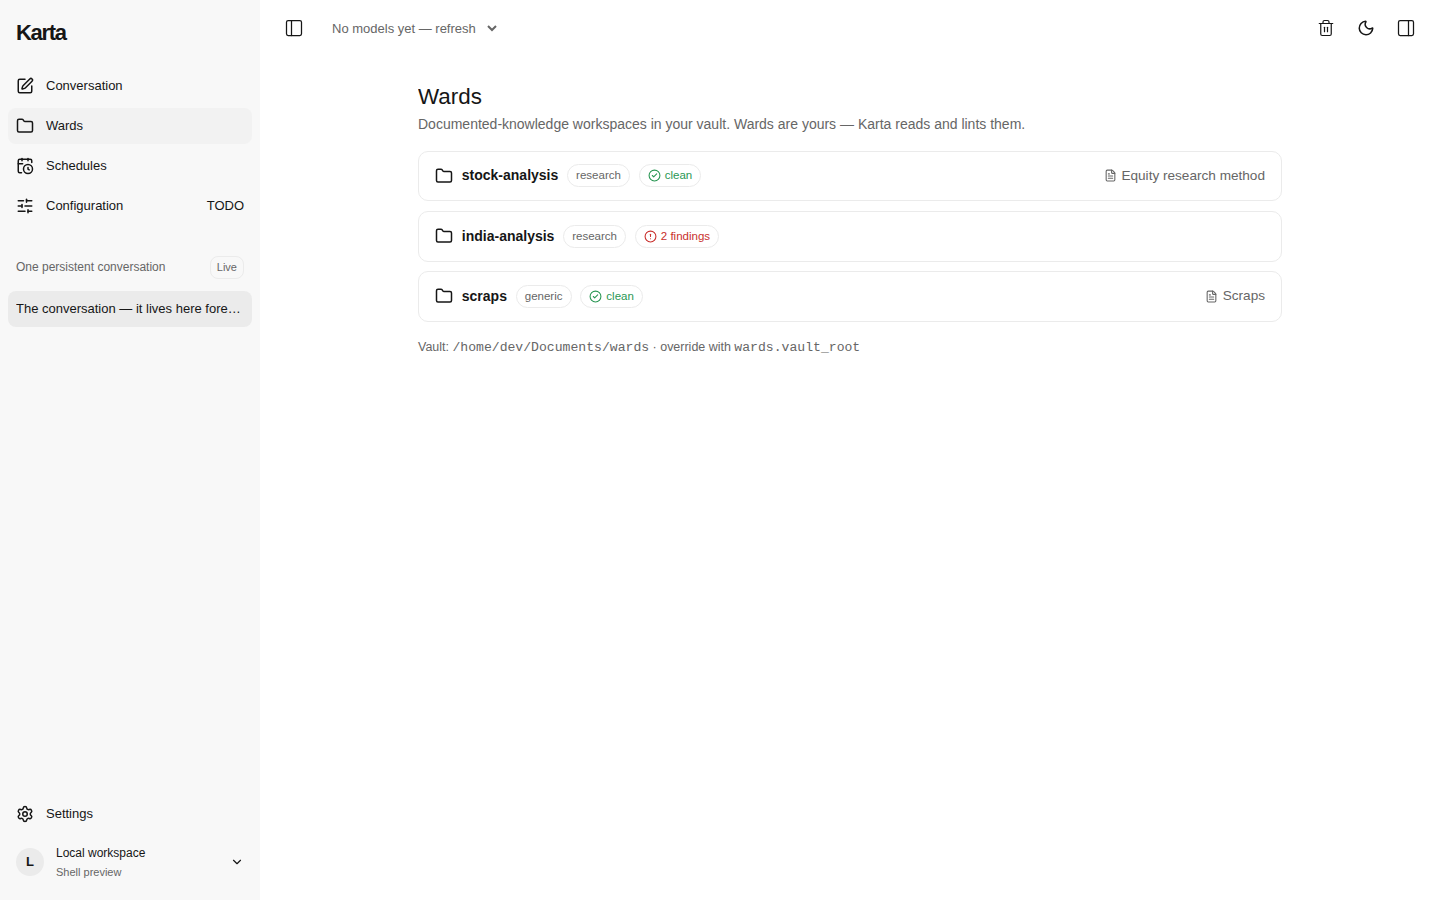 Karta
Conversation
Wards
Schedules
Configuration TODO
One persistent conversation Live
The conversation — it lives here fore…
Settings
L
Local workspace
Shell preview
No models yet — refresh
Wards
Documented-knowledge workspaces in your vault. Wards are yours — Karta reads and lints them.
stock-analysis research clean Equity research method
india-analysis research 2 findings
scraps generic clean Scraps
Vault: /home/dev/Documents/wards · override with wards.vault_root